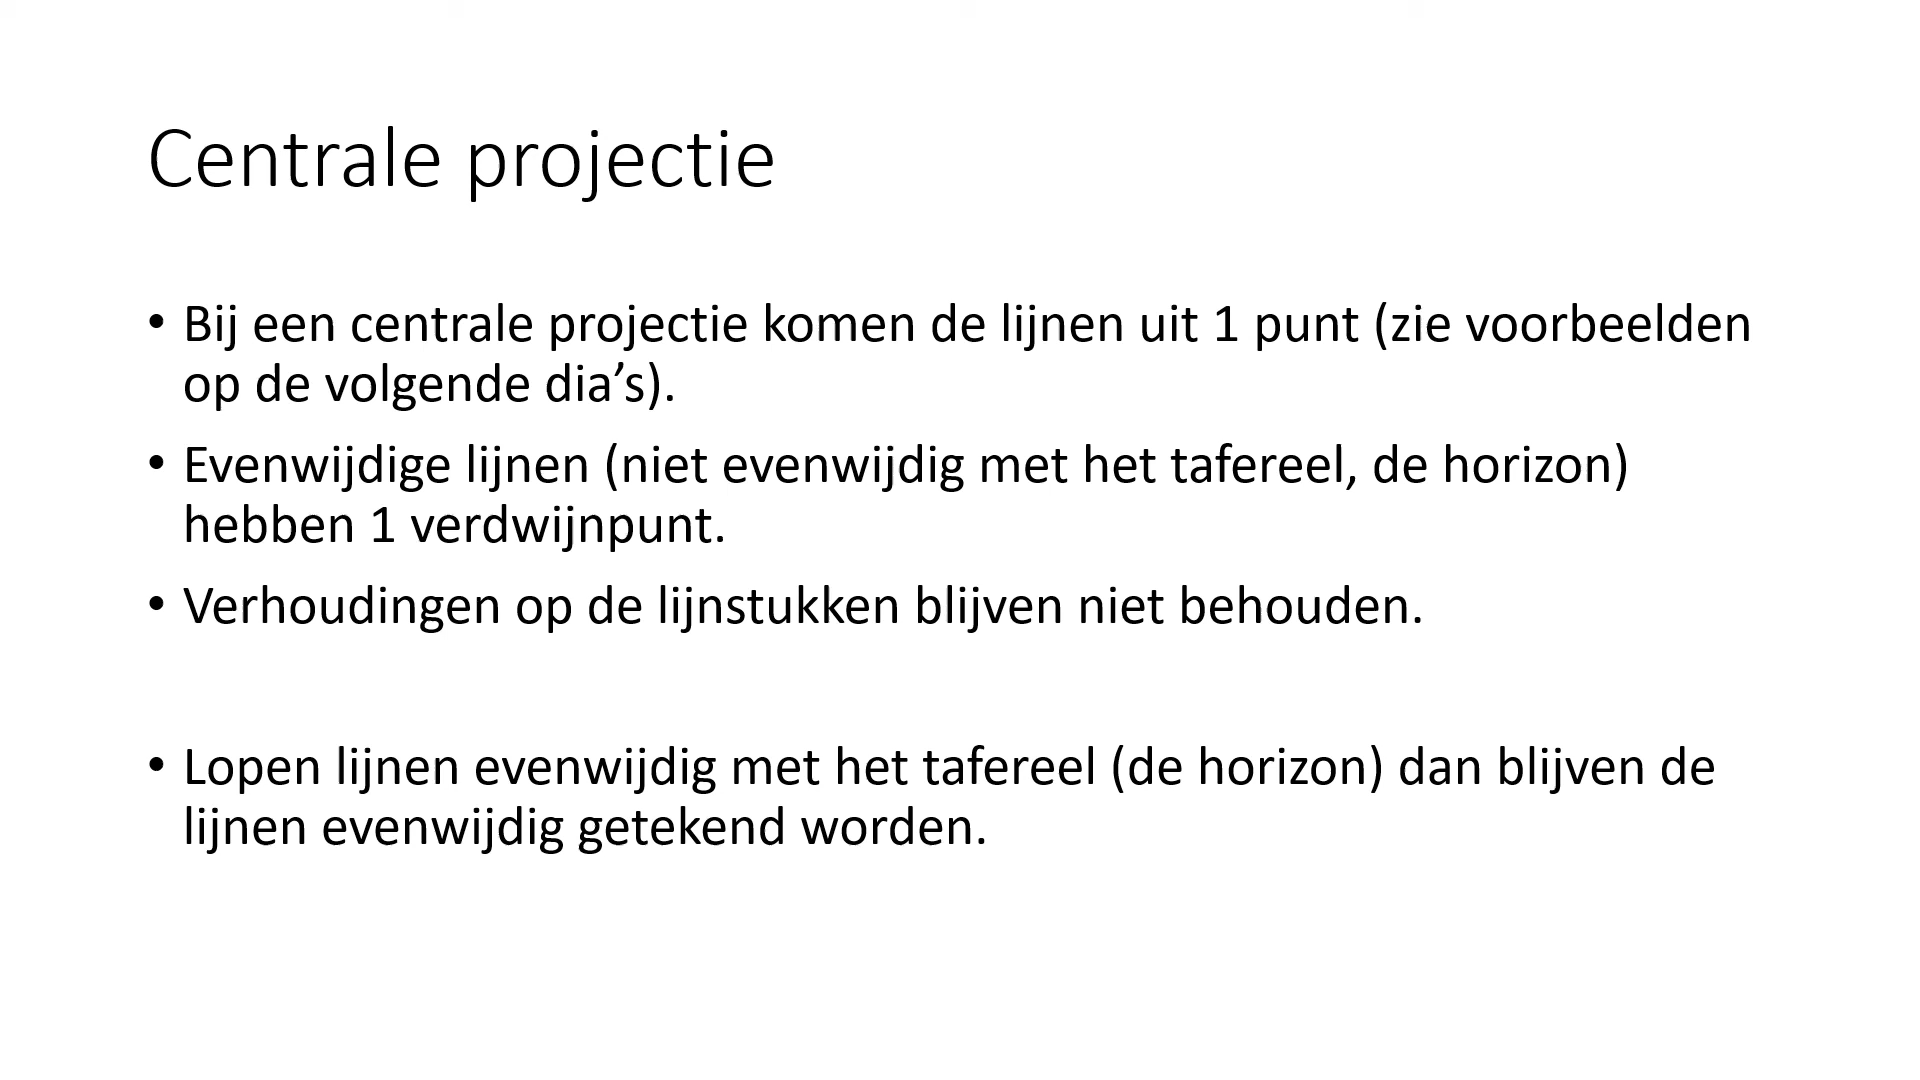 Centrale projectie
• Bij een centrale projectie komen de lijnen uit 1 punt (zie voorbeelden
op de volgende dia’s).
• Evenwijdige lijnen (niet evenwijdig met het tafereel, de horizon)
hebben 1 verdwijnpunt.
• Verhoudingen op de lijnstukken blijven niet behouden.
• Lopen lijnen evenwijdig met het tafereel (de horizon) dan blijven de
lijnen evenwijdig getekend worden.